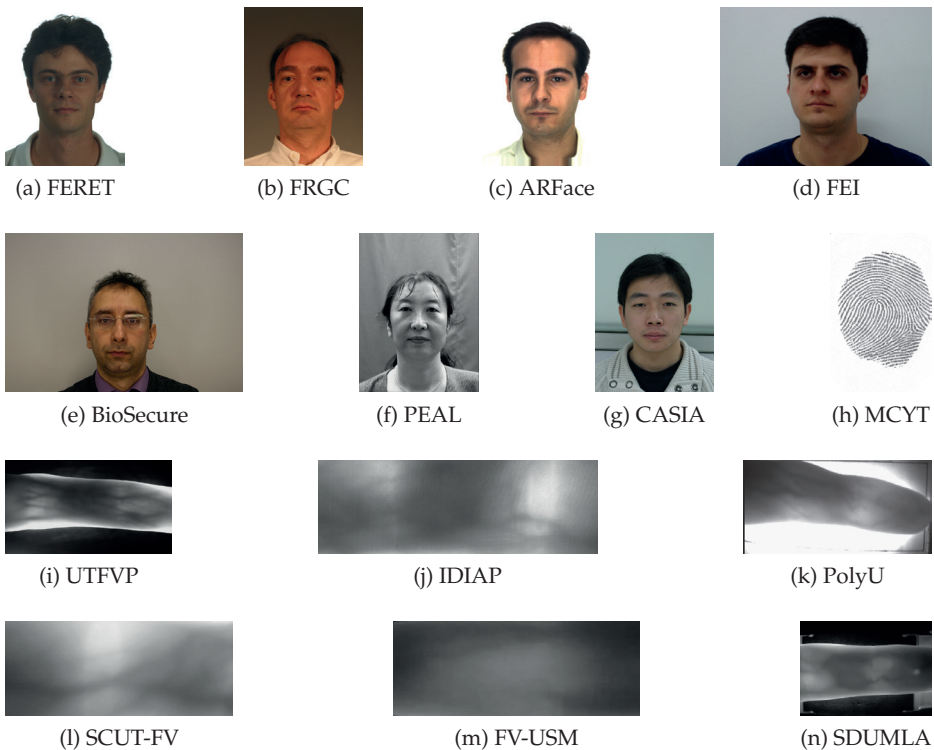 (a) FERET
(b) FRGC
(c) ARFace
(d) FEI
(e) BioSecure
(f) PEAL
(g) CASIA
(h) MCYT
(i) UTFVP
(j) IDIAP
(k) PolyU
(l) SCUT-FV
(m) FV-USM
(n) SDUMLA